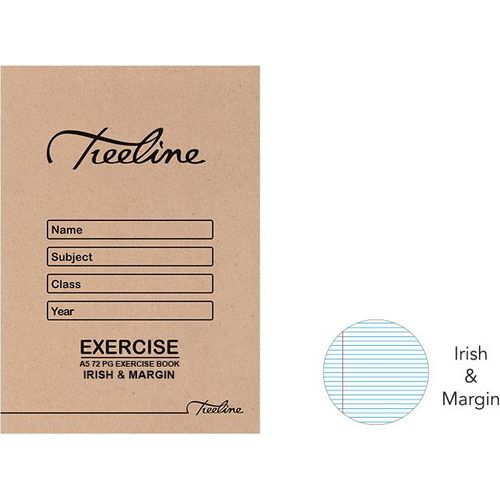 Treeline
Name
Subject
Class
Year
EXERCISE
A5 72 PG EXERCISE BOOK
IRISH & MARGIN
Treeline
Irish
&
Margin